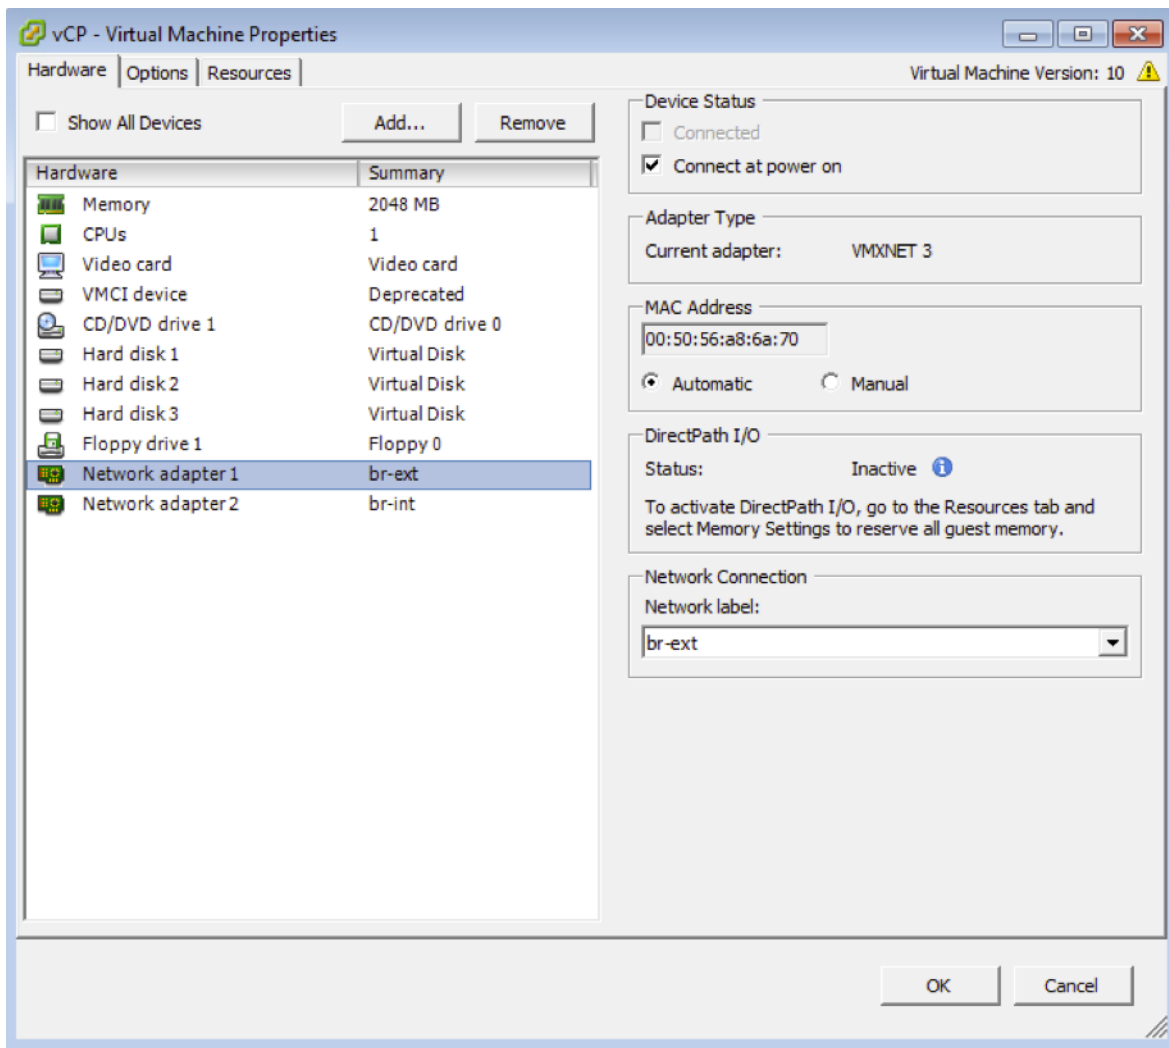 vCP - Virtual Machine Properties
Hardware Options Resources
Virtual Machine Version: 10
Show All Devices
Add...
Remove
Hardware Summary
Memory 2048 MB
CPUs 1
Video card Video card
VMCI device Deprecated
CD/DVD drive 1 CD/DVD drive 0
Hard disk 1 Virtual Disk
Hard disk 2 Virtual Disk
Hard disk 3 Virtual Disk
Floppy drive 1 Floppy 0
Network adapter 1 br-ext
Network adapter 2 br-int
Device Status
Connected
Connect at power on
Adapter Type
Current adapter: VMXNET 3
MAC Address
00:50:56:a8:6a:70
Automatic Manual
DirectPath I/O
Status: Inactive
To activate DirectPath I/O, go to the Resources tab and
select Memory Settings to reserve all guest memory.
Network Connection
Network label:
br-ext
OK Cancel